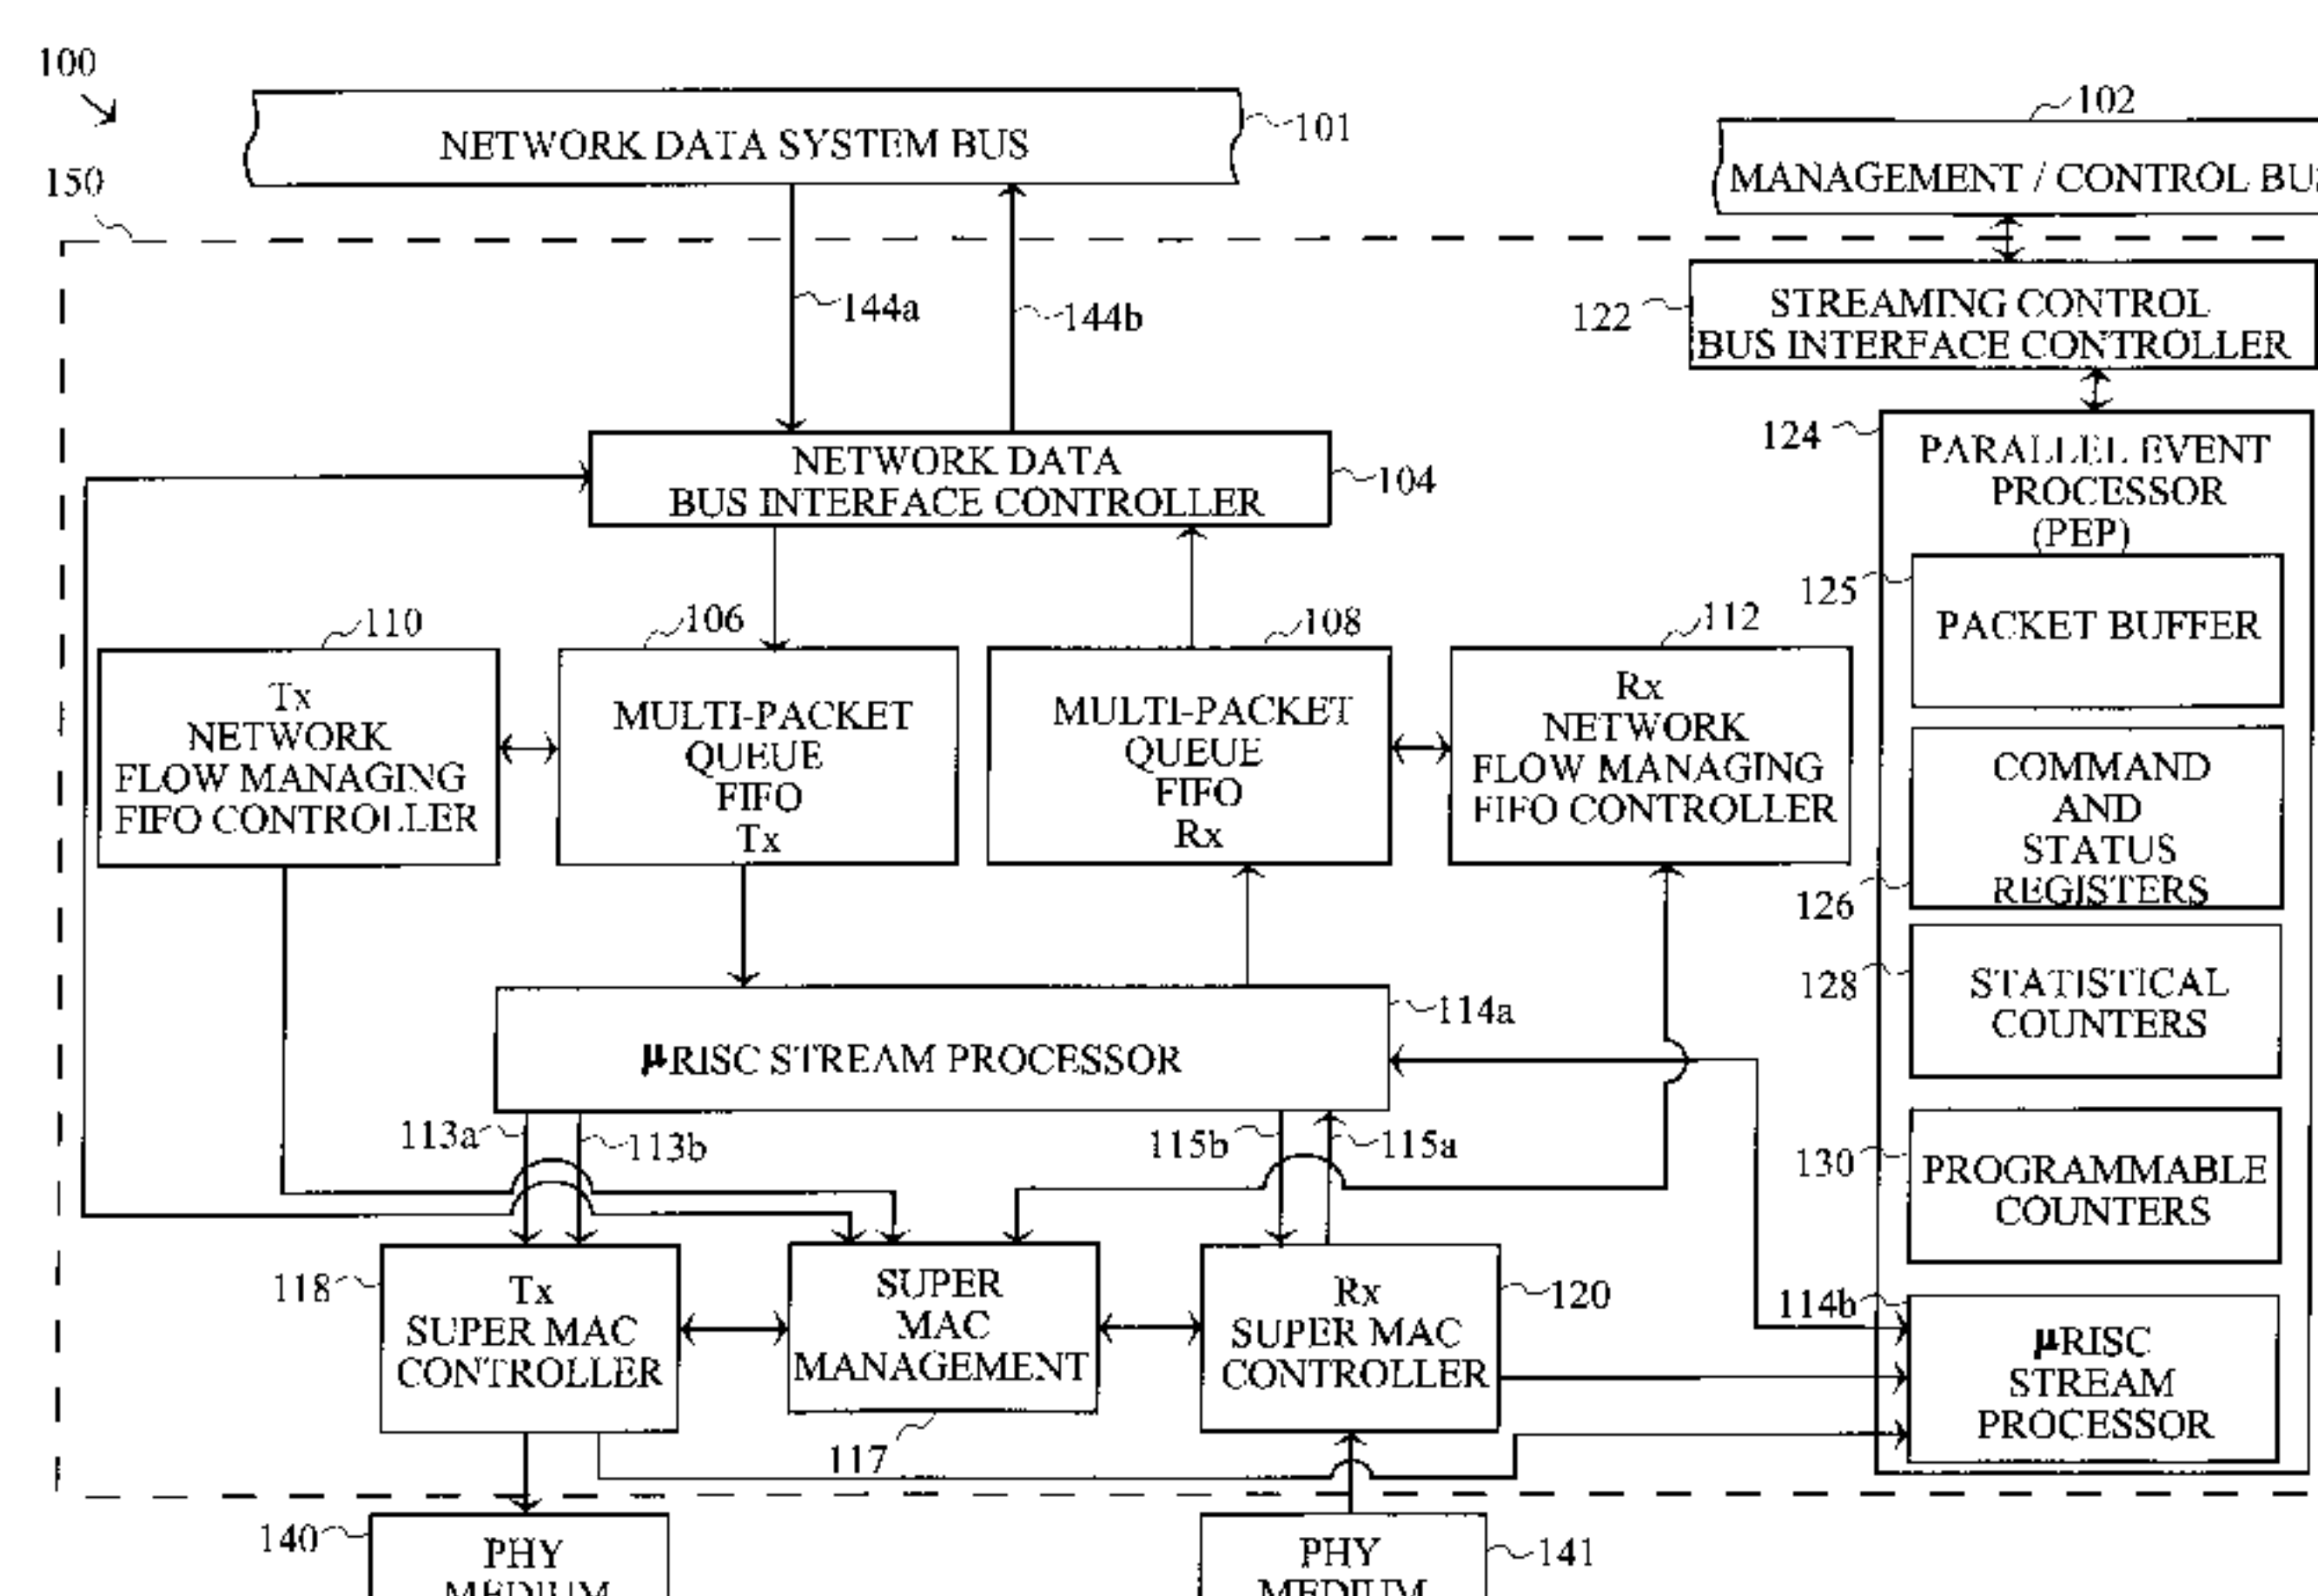 100
NETWORK DATA SYSTEM BUS
101
102
MANAGEMENT / CONTROL BUS
150
144a
144b
122
STREAMING CONTROL
BUS INTERFACE CONTROLLER
NETWORK DATA
BUS INTERFACE CONTROLLER
104
124
PARALLEL EVENT
PROCESSOR
(PEP)
125
PACKET BUFFER
110
106
108
112
Tx
NETWORK
FLOW MANAGING
FIFO CONTROLLER
MULTI-PACKET
QUEUE
FIFO
Tx
MULTI-PACKET
QUEUE
FIFO
Rx
Rx
NETWORK
FLOW MANAGING
FIFO CONTROLLER
COMMAND
AND
STATUS
REGISTERS
126
128
STATISTICAL
COUNTERS
114a
µRISC STREAM PROCESSOR
113a
113b
115b
115a
130
PROGRAMMABLE
COUNTERS
118
Tx
SUPER MAC
CONTROLLER
SUPER
MAC
MANAGEMENT
117
Rx
SUPER MAC
CONTROLLER
120
114b
µRISC
STREAM
PROCESSOR
140
PHY
MEDIUM
PHY
MEDIUM
141